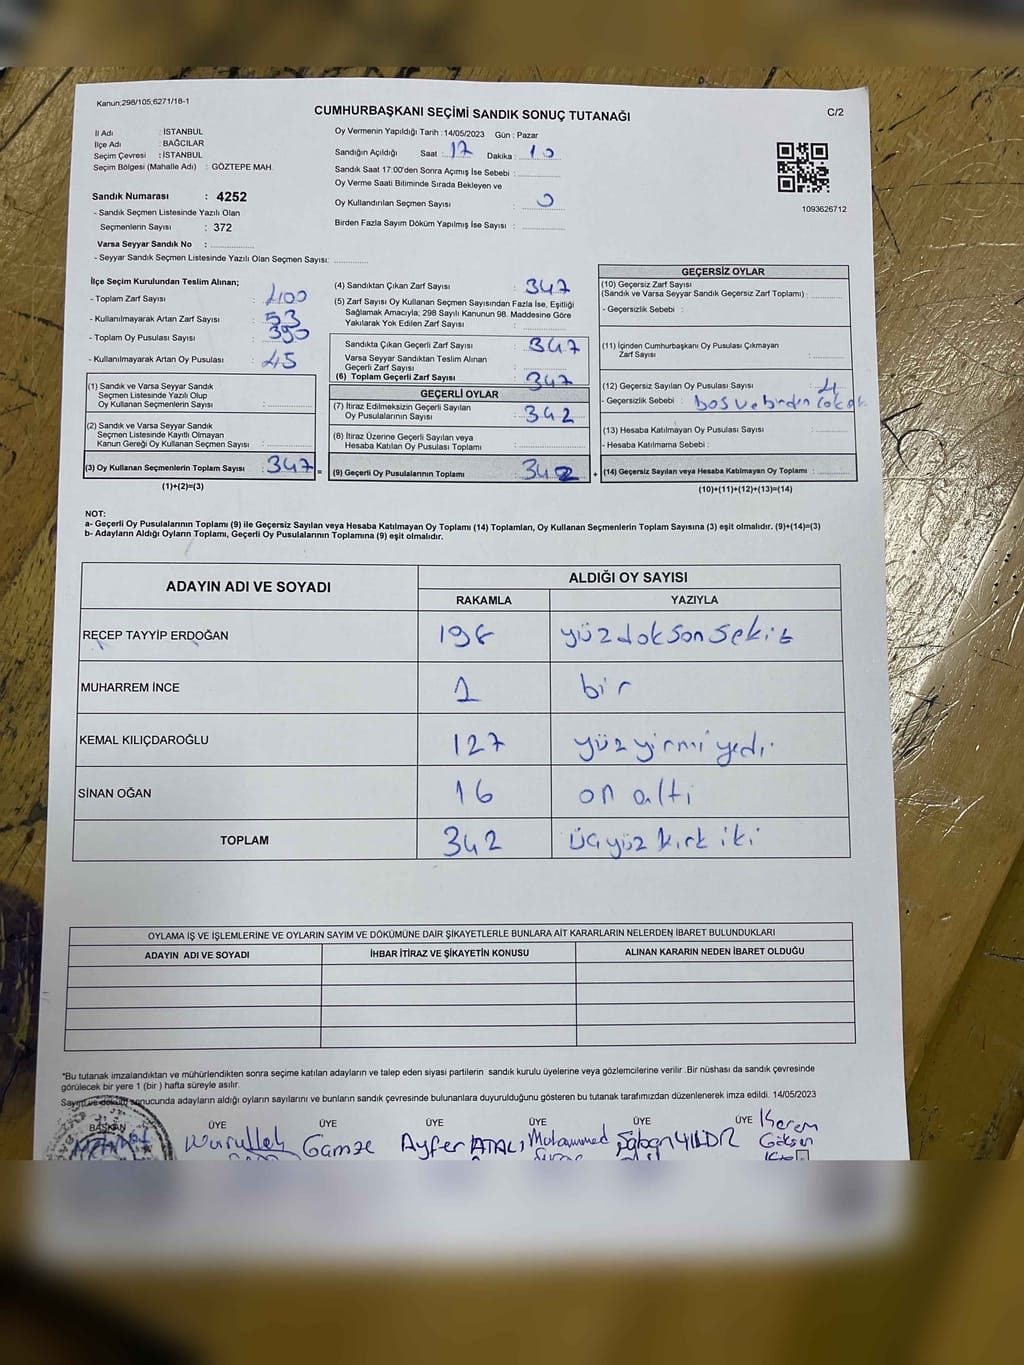 Kanun,298/105;6271/18-1
CUMHURBAŞKANI SEÇİMİ SANDIK SONUÇ TUTANAĞI
C/2
İl Adı : İSTANBUL
İlçe Adı : BAĞCILAR
Seçim Çevresi : İSTANBUL
Seçim Bölgesi (Mahalle Adı) : GÖZTEPE MAH.
Sandık Numarası : 4252
- Sandık Seçmen Listesinde Yazılı Olan
Seçmenlerin Sayısı : 372
Varsa Seyyar Sandık No :
- Seyyar Sandık Seçmen Listesinde Yazılı Olan Seçmen Sayısı:
Oy Vermenin Yapıldığı Tarih :14/05/2023 Gün : Pazar
Sandığın Açıldığı Saat : 17 Dakika : 10
Sandık Saat 17:00'den Sonra Açımış İse Sebebi :
Oy Verme Saati Bitiminde Sırada Bekleyen ve
Oy Kullandırılan Seçmen Sayısı : 0
Birden Fazla Sayım Döküm Yapılmış İse Sayısı :
1093626712
İlçe Seçim Kurulundan Teslim Alınan;
- Toplam Zarf Sayısı : 400
- Kullanılmayarak Artan Zarf Sayısı : 53
- Toplam Oy Pusulası Sayısı : 390
- Kullanılmayarak Artan Oy Pusulası : 45
(1) Sandık ve Varsa Seyyar Sandık
Seçmen Listesinde Yazılı Olup
Oy Kullanan Seçmenlerin Sayısı :
(2) Sandık ve Varsa Seyyar Sandık
Seçmen Listesinde Kayıtlı Olmayan
Kanun Gereği Oy Kullanan Seçmen Sayısı :
(3) Oy Kullanan Seçmenlerin Toplam Sayısı : 347 =
(1)+(2)=(3)
(4) Sandıktan Çıkan Zarf Sayısı : 347
(5) Zarf Sayısı Oy Kullanan Seçmen Sayısından Fazla İse, Eşitliği
Sağlamak Amacıyla; 298 Sayılı Kanunun 98. Maddesine Göre
Yakılarak Yok Edilen Zarf Sayısı :
Sandıkta Çıkan Geçerli Zarf Sayısı : 347
Varsa Seyyar Sandıktan Teslim Alınan
Geçerli Zarf Sayısı :
(6) Toplam Geçerli Zarf Sayısı : 347
GEÇERLİ OYLAR
(7) İtiraz Edilmeksizin Geçerli Sayılan
Oy Pusulalarının Sayısı : 342
(8) İtiraz Üzerine Geçerli Sayılan veya
Hesaba Katılan Oy Pusulası Toplamı :
(9) Geçerli Oy Pusulalarının Toplamı : 342 +
GEÇERSİZ OYLAR
(10) Geçersiz Zarf Sayısı
(Sandık ve Varsa Seyyar Sandık Geçersiz Zarf Toplamı) :
- Geçersizlik Sebebi :
(11) İçinden Cumhurbaşkanı Oy Pusulası Çıkmayan
Zarf Sayısı :
(12) Geçersiz Sayılan Oy Pusulası Sayısı : 4
- Geçersizlik Sebebi : bos ve birden çok
(13) Hesaba Katılmayan Oy Pusulası Sayısı :
- Hesaba Katılmama Sebebi :
(14) Geçersiz Sayılan veya Hesaba Katılmayan Oy Toplamı :
(10)+(11)+(12)+(13)=(14)
NOT:
a- Geçerli Oy Pusulalarının Toplamı (9) ile Geçersiz Sayılan veya Hesaba Katılmayan Oy Toplamı (14) Toplamları, Oy Kullanan Seçmenlerin Toplam Sayısına (3) eşit olmalıdır. (9)+(14)=(3)
b- Adayların Aldığı Oyların Toplamı, Geçerli Oy Pusulalarının Toplamına (9) eşit olmalıdır.
ADAYIN ADI VE SOYADI
ALDIĞI OY SAYISI
RAKAMLA YAZIYLA
RECEP TAYYİP ERDOĞAN 198 yüzdoksonsekiz
MUHARREM İNCE 1 bir
KEMAL KILIÇDAROĞLU 127 yüzyirmiyedi
SİNAN OĞAN 16 on alti
TOPLAM 342 üçyüz kırk iki
OYLAMA İŞ VE İŞLEMLERİNE VE OYLARIN SAYIM VE DÖKÜMÜNE DAİR ŞİKAYETLERLE BUNLARA AİT KARARLARIN NELERDEN İBARET BULUNDUKLARI
ADAYIN ADI VE SOYADI İHBAR İTİRAZ VE ŞİKAYETİN KONUSU ALINAN KARARIN NEDEN İBARET OLDUĞU
*Bu tutanak imzalandıktan ve mühürlendikten sonra seçime katılan adayların ve talep eden siyasi partilerin sandık kurulu üyelerine veya gözlemcilerine verilir .Bir nüshası da sandık çevresinde
görülecek bir yere 1 (bir ) hafta süreyle asılır.
Sayım ve döküm sonucunda adayların aldığı oyların sayılarını ve bunların sandık çevresinde bulunanlara duyurulduğunu gösteren bu tutanak tarafımızdan düzenlenerek imza edildi. 14/05/2023
BAŞKAN ÜYE ÜYE ÜYE ÜYE ÜYE ÜYE
Nurullah Gamze Ayfer ATALI Mohammed Şaban YILDIZ Kerem
Göksen